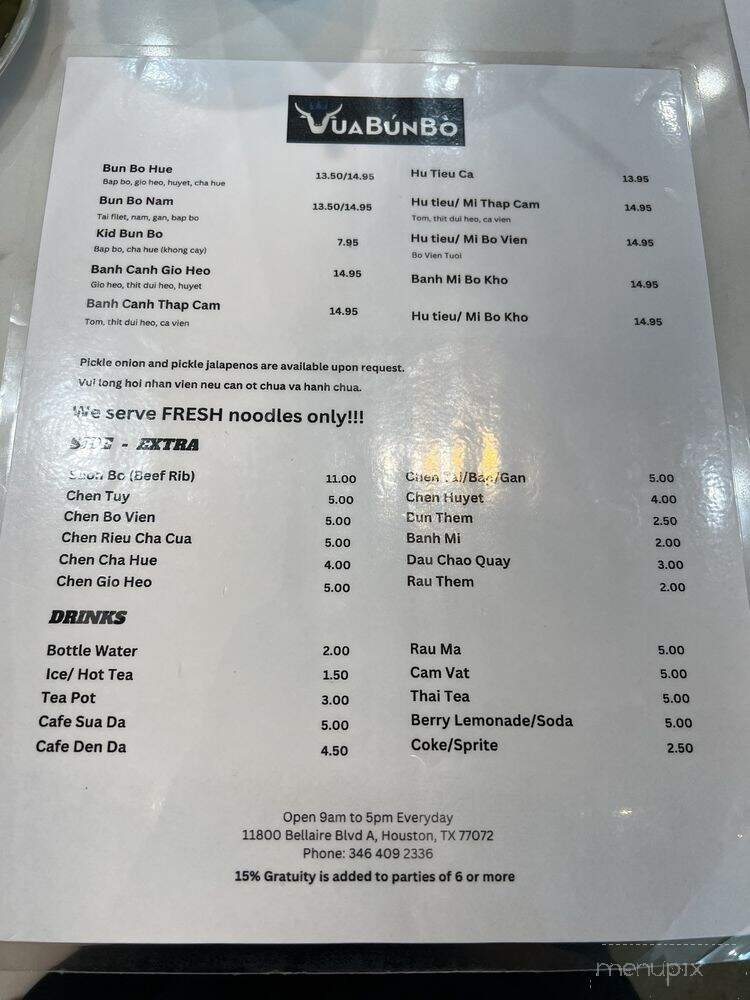 VUABÚNBÒ
Bun Bo Hue 13.50/14.95
Bap bo, gio heo, huyet, cha hue
Bun Bo Nam 13.50/14.95
Tai filet, nam, gan, bap bo
Kid Bun Bo 7.95
Bap bo, cha hue (khong cay)
Banh Canh Gio Heo 14.95
Gio heo, thit dui heo, huyet
Banh Canh Thap Cam 14.95
Tom, thit dui heo, ca vien
Hu Tieu Ca 13.95
Hu tieu/ Mi Thap Cam 14.95
Tom, thit dui heo, ca vien
Hu tieu/ Mi Bo Vien 14.95
Bo Vien Tuoi
Banh Mi Bo Kho 14.95
Hu tieu/ Mi Bo Kho 14.95
Pickle onion and pickle jalapenos are available upon request.
Vui long hoi nhan vien neu can ot chua va hanh chua.
We serve FRESH noodles only!!!
SIDE - EXTRA
Suon Bo (Beef Rib) 11.00
Chen Tuy 5.00
Chen Bo Vien 5.00
Chen Rieu Cha Cua 5.00
Chen Cha Hue 4.00
Chen Gio Heo 5.00
Chen Tai/Bap/Gan 5.00
Chen Huyet 4.00
Bun Them 2.50
Banh Mi 2.00
Dau Chao Quay 3.00
Rau Them 2.00
DRINKS
Bottle Water 2.00
Ice/ Hot Tea 1.50
Tea Pot 3.00
Cafe Sua Da 5.00
Cafe Den Da 4.50
Rau Ma 5.00
Cam Vat 5.00
Thai Tea 5.00
Berry Lemonade/Soda 5.00
Coke/Sprite 2.50
Open 9am to 5pm Everyday
11800 Bellaire Blvd A, Houston, TX 77072
Phone: 346 409 2336
15% Gratuity is added to parties of 6 or more
menupix